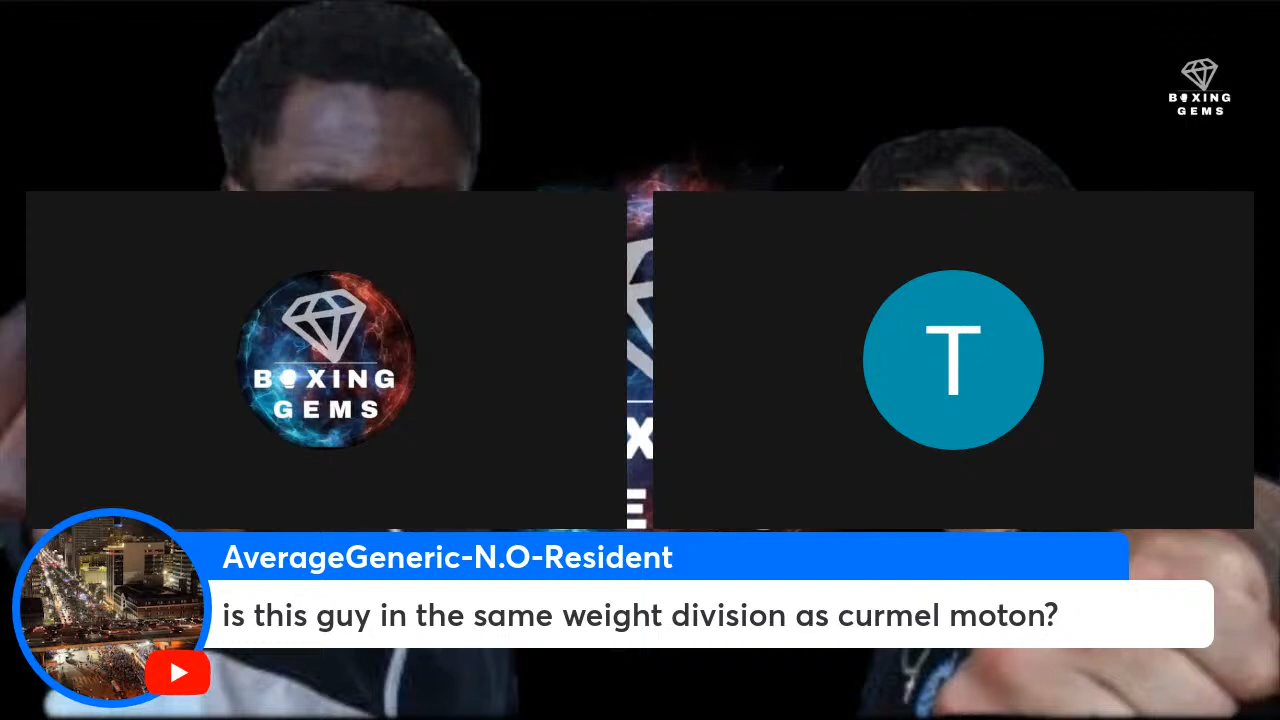 BOXING
GEMS
BOXING
GEMS
T
X
E
AverageGeneric-N.O-Resident
is this guy in the same weight division as curmel moton?